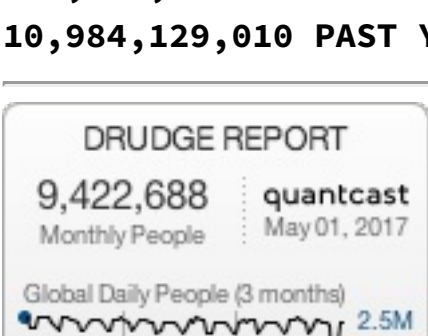 10,984,129,010 PAST
DRUDGE REPORT
9,422,688
Monthly People
quantcast
May 01, 2017
Global Daily People (3 months)
2.5M